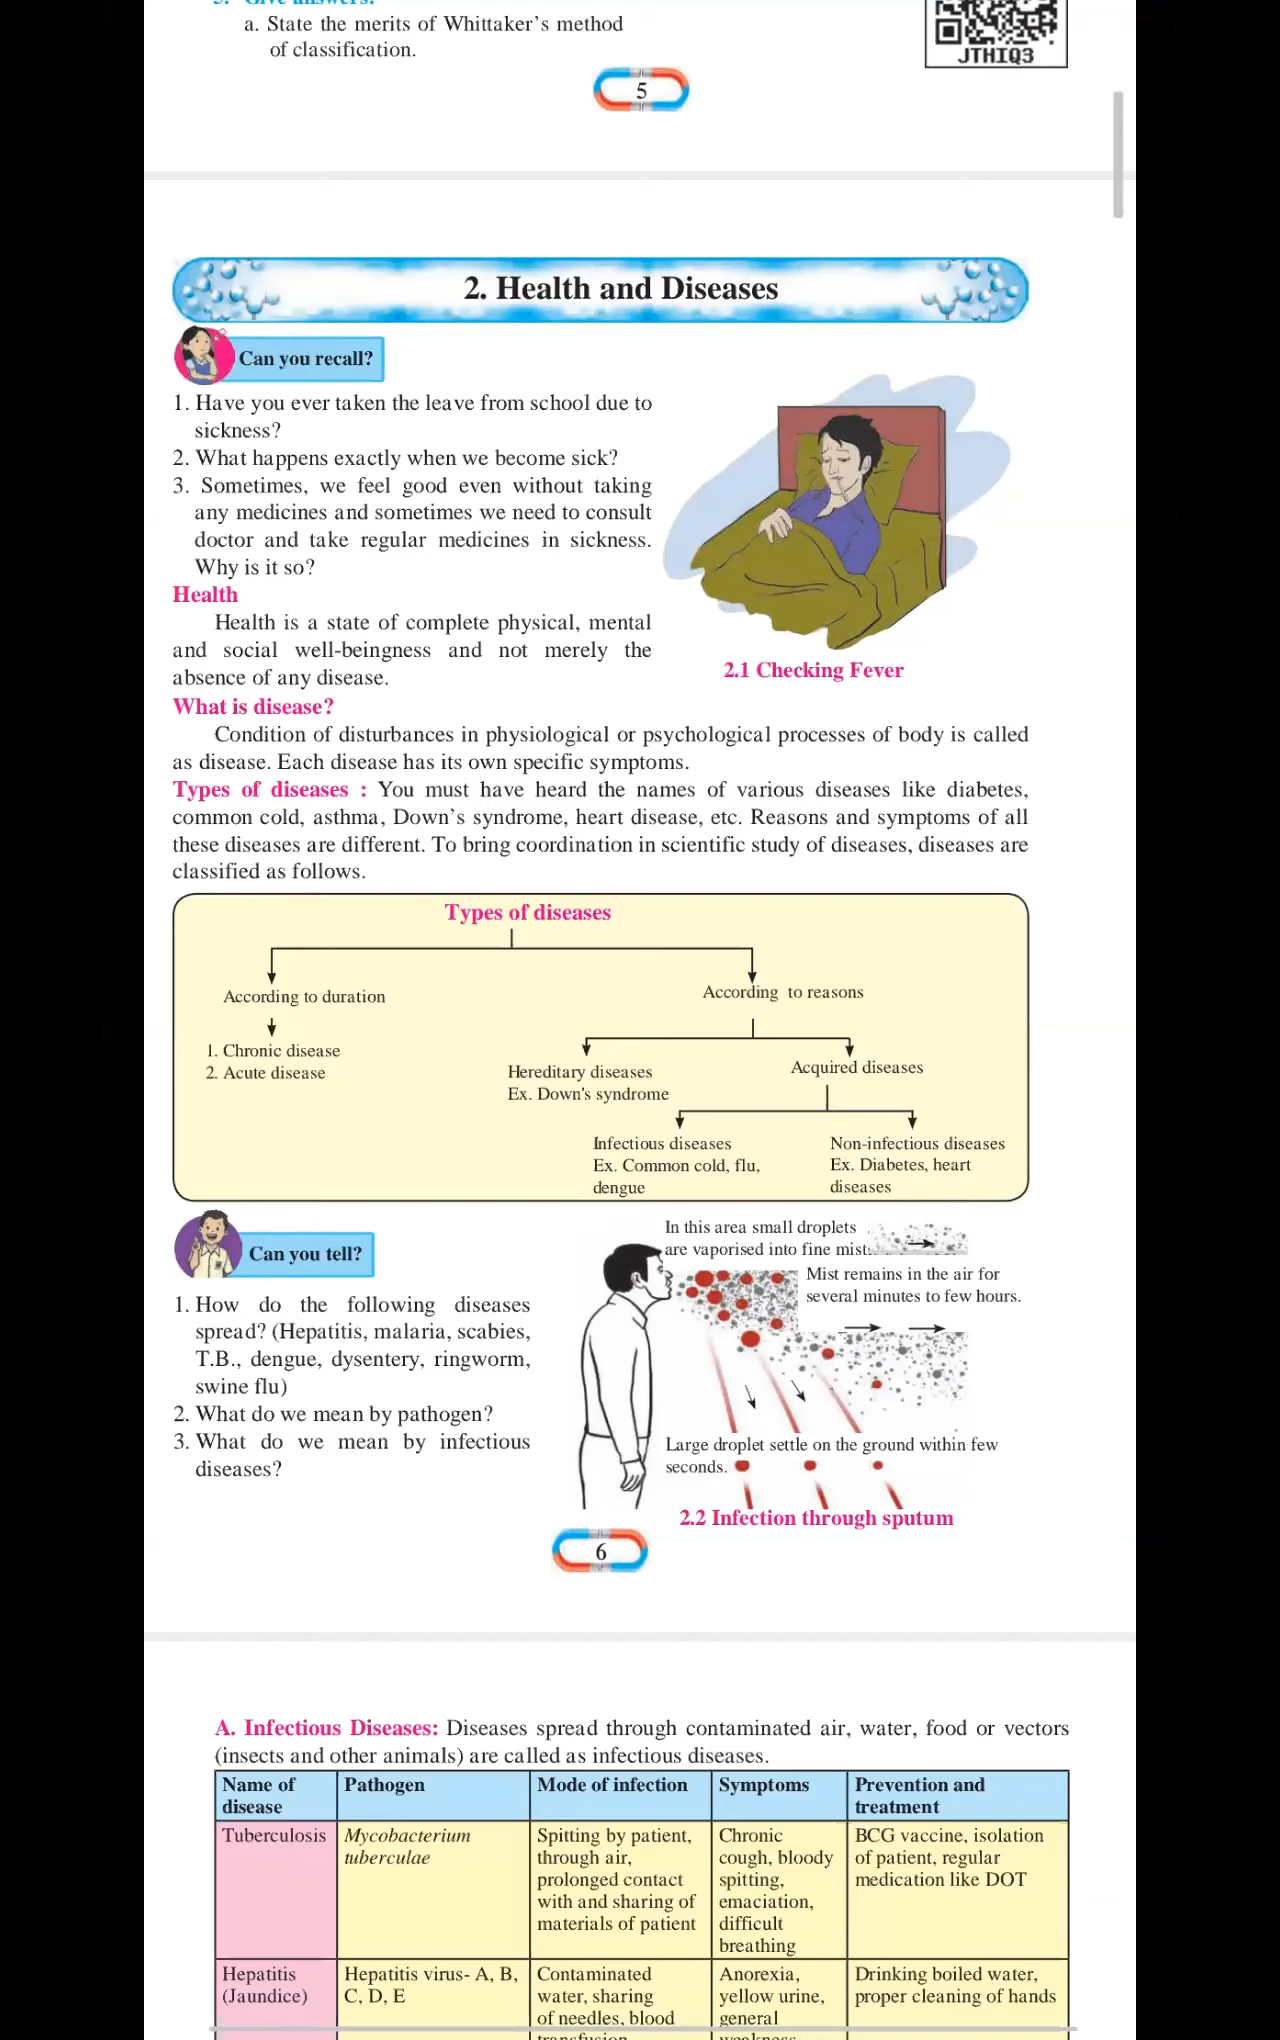 a. State the merits of Whittaker's method
of classification.
JTHIQ3
5
2. Health and Diseases
Can you recall?
1. Have you ever taken the leave from school due to
sickness?
2. What happens exactly when we become sick?
3. Sometimes, we feel good even without taking
any medicines and sometimes we need to consult
doctor and take regular medicines in sickness.
Why is it so?
Health
Health is a state of complete physical, mental
and social well-beingness and not merely the
absence of any disease.
2.1 Checking Fever
What is disease?
Condition of disturbances in physiological or psychological processes of body is called
as disease. Each disease has its own specific symptoms.
Types of diseases : You must have heard the names of various diseases like diabetes,
common cold, asthma, Down's syndrome, heart disease, etc. Reasons and symptoms of all
these diseases are different. To bring coordination in scientific study of diseases, diseases are
classified as follows.
Types of diseases
According to duration
According to reasons
1. Chronic disease
2. Acute disease
Hereditary diseases
Ex. Down's syndrome
Acquired diseases
Infectious diseases
Ex. Common cold, flu,
dengue
Non-infectious diseases
Ex. Diabetes, heart
diseases
Can you tell?
1. How do the following diseases
spread? (Hepatitis, malaria, scabies,
T.B., dengue, dysentery, ringworm,
swine flu)
2. What do we mean by pathogen?
3. What do we mean by infectious
diseases?
In this area small droplets
are vaporised into fine mist.
Mist remains in the air for
several minutes to few hours.
Large droplet settle on the ground within few
seconds.
2.2 Infection through sputum
6
A. Infectious Diseases: Diseases spread through contaminated air, water, food or vectors
(insects and other animals) are called as infectious diseases.
Name of
disease
Pathogen
Mode of infection
Symptoms
Prevention and
treatment
Tuberculosis
Mycobacterium
tuberculae
Spitting by patient,
through air,
prolonged contact
with and sharing of
materials of patient
Chronic
cough, bloody
spitting,
emaciation,
difficult
breathing
BCG vaccine, isolation
of patient, regular
medication like DOT
Hepatitis
(Jaundice)
Hepatitis virus- A, B,
C, D, E
Contaminated
water, sharing
of needles, blood
Anorexia,
yellow urine,
general
Drinking boiled water,
proper cleaning of hands